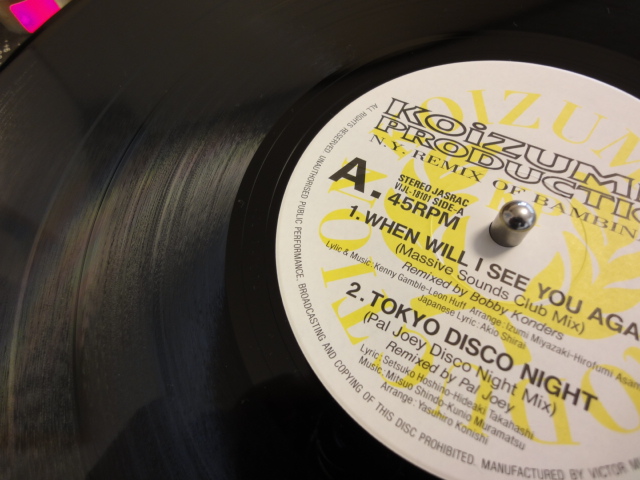 KOiZUMi
PRODUCTI
N.Y. REMIX OF BAMBIN
A.
STEREO JASRAC
VIJL-18101 SIDE-A
45RPM
1. WHEN WILL I SEE YOU AGA
(Massive Sounds Club Mix)
Remixed by Bobby Konders
Lyric & Music: Kenny Gamble-Leon Huff Arrange: Izumi Miyazaki-Hirofumi Asa
Japanese Lyric: Akio Shirai
2. TOKYO DISCO NIGHT
(Pal Joey Disco Night Mix)
Remixed by Pal Joey
Lyric: Setsuko Hoshino-Hideaki Takahashi
Music: Mitsuo Shindo-Kunio Muramatsu
Arrange: Yasuhiro Konishi
ALL RIGHTS RESERVED. UNAUTHORISED PUBLIC PERFORMANCE. BROADCASTING AND COPYING OF THIS DISC PROHIBITED. MANUFACTURED BY VICTOR M
KOIZUM